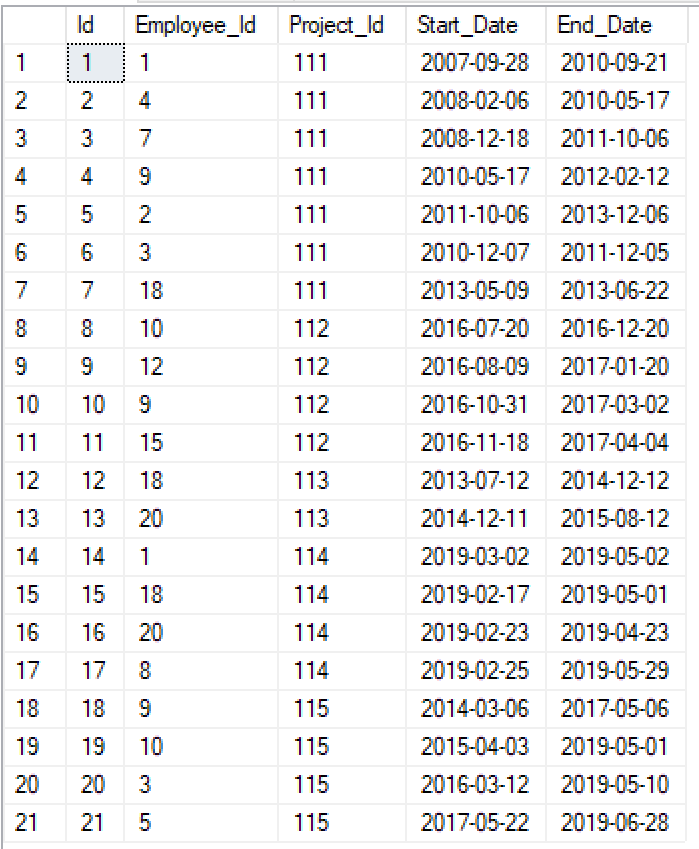 Id Employee_Id Project_Id Start_Date End_Date
1 1 1 111 2007-09-28 2010-09-21
2 2 4 111 2008-02-06 2010-05-17
3 3 7 111 2008-12-18 2011-10-06
4 4 9 111 2010-05-17 2012-02-12
5 5 2 111 2011-10-06 2013-12-06
6 6 3 111 2010-12-07 2011-12-05
7 7 18 111 2013-05-09 2013-06-22
8 8 10 112 2016-07-20 2016-12-20
9 9 12 112 2016-08-09 2017-01-20
10 10 9 112 2016-10-31 2017-03-02
11 11 15 112 2016-11-18 2017-04-04
12 12 18 113 2013-07-12 2014-12-12
13 13 20 113 2014-12-11 2015-08-12
14 14 1 114 2019-03-02 2019-05-02
15 15 18 114 2019-02-17 2019-05-01
16 16 20 114 2019-02-23 2019-04-23
17 17 8 114 2019-02-25 2019-05-29
18 18 9 115 2014-03-06 2017-05-06
19 19 10 115 2015-04-03 2019-05-01
20 20 3 115 2016-03-12 2019-05-10
21 21 5 115 2017-05-22 2019-06-28